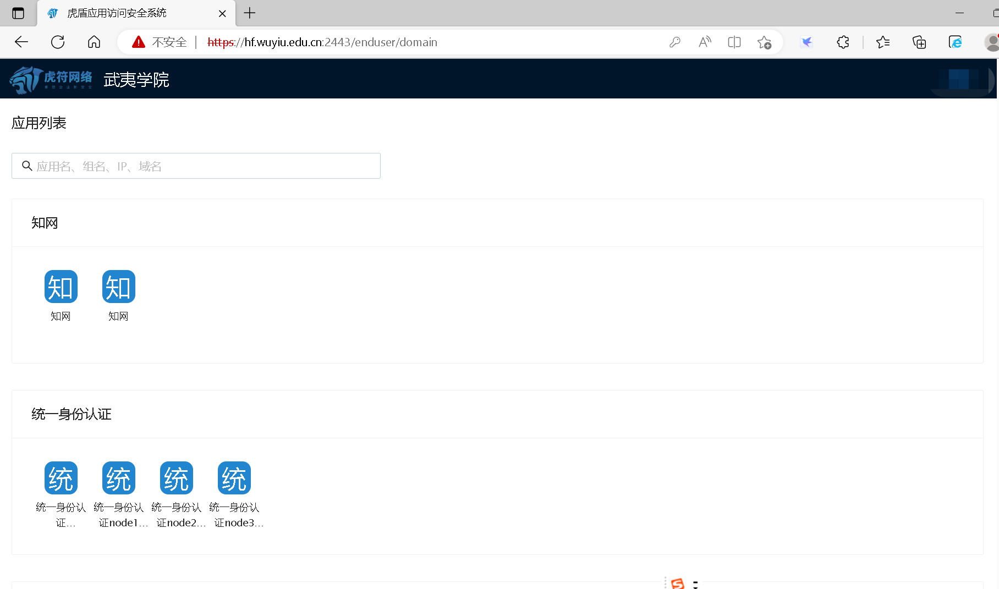 虎盾应用访问安全系统
不安全
https://hf.wuyiu.edu.cn:2443/enduser/domain
虎符网络
武夷学院
应用列表
应用名、组名、IP、域名
知网
知 知
知网 知网
统一身份认证
统 统 统 统
统一身份认 统一身份认 统一身份认 统一身份认
证... 证node1... 证node2... 证node3...